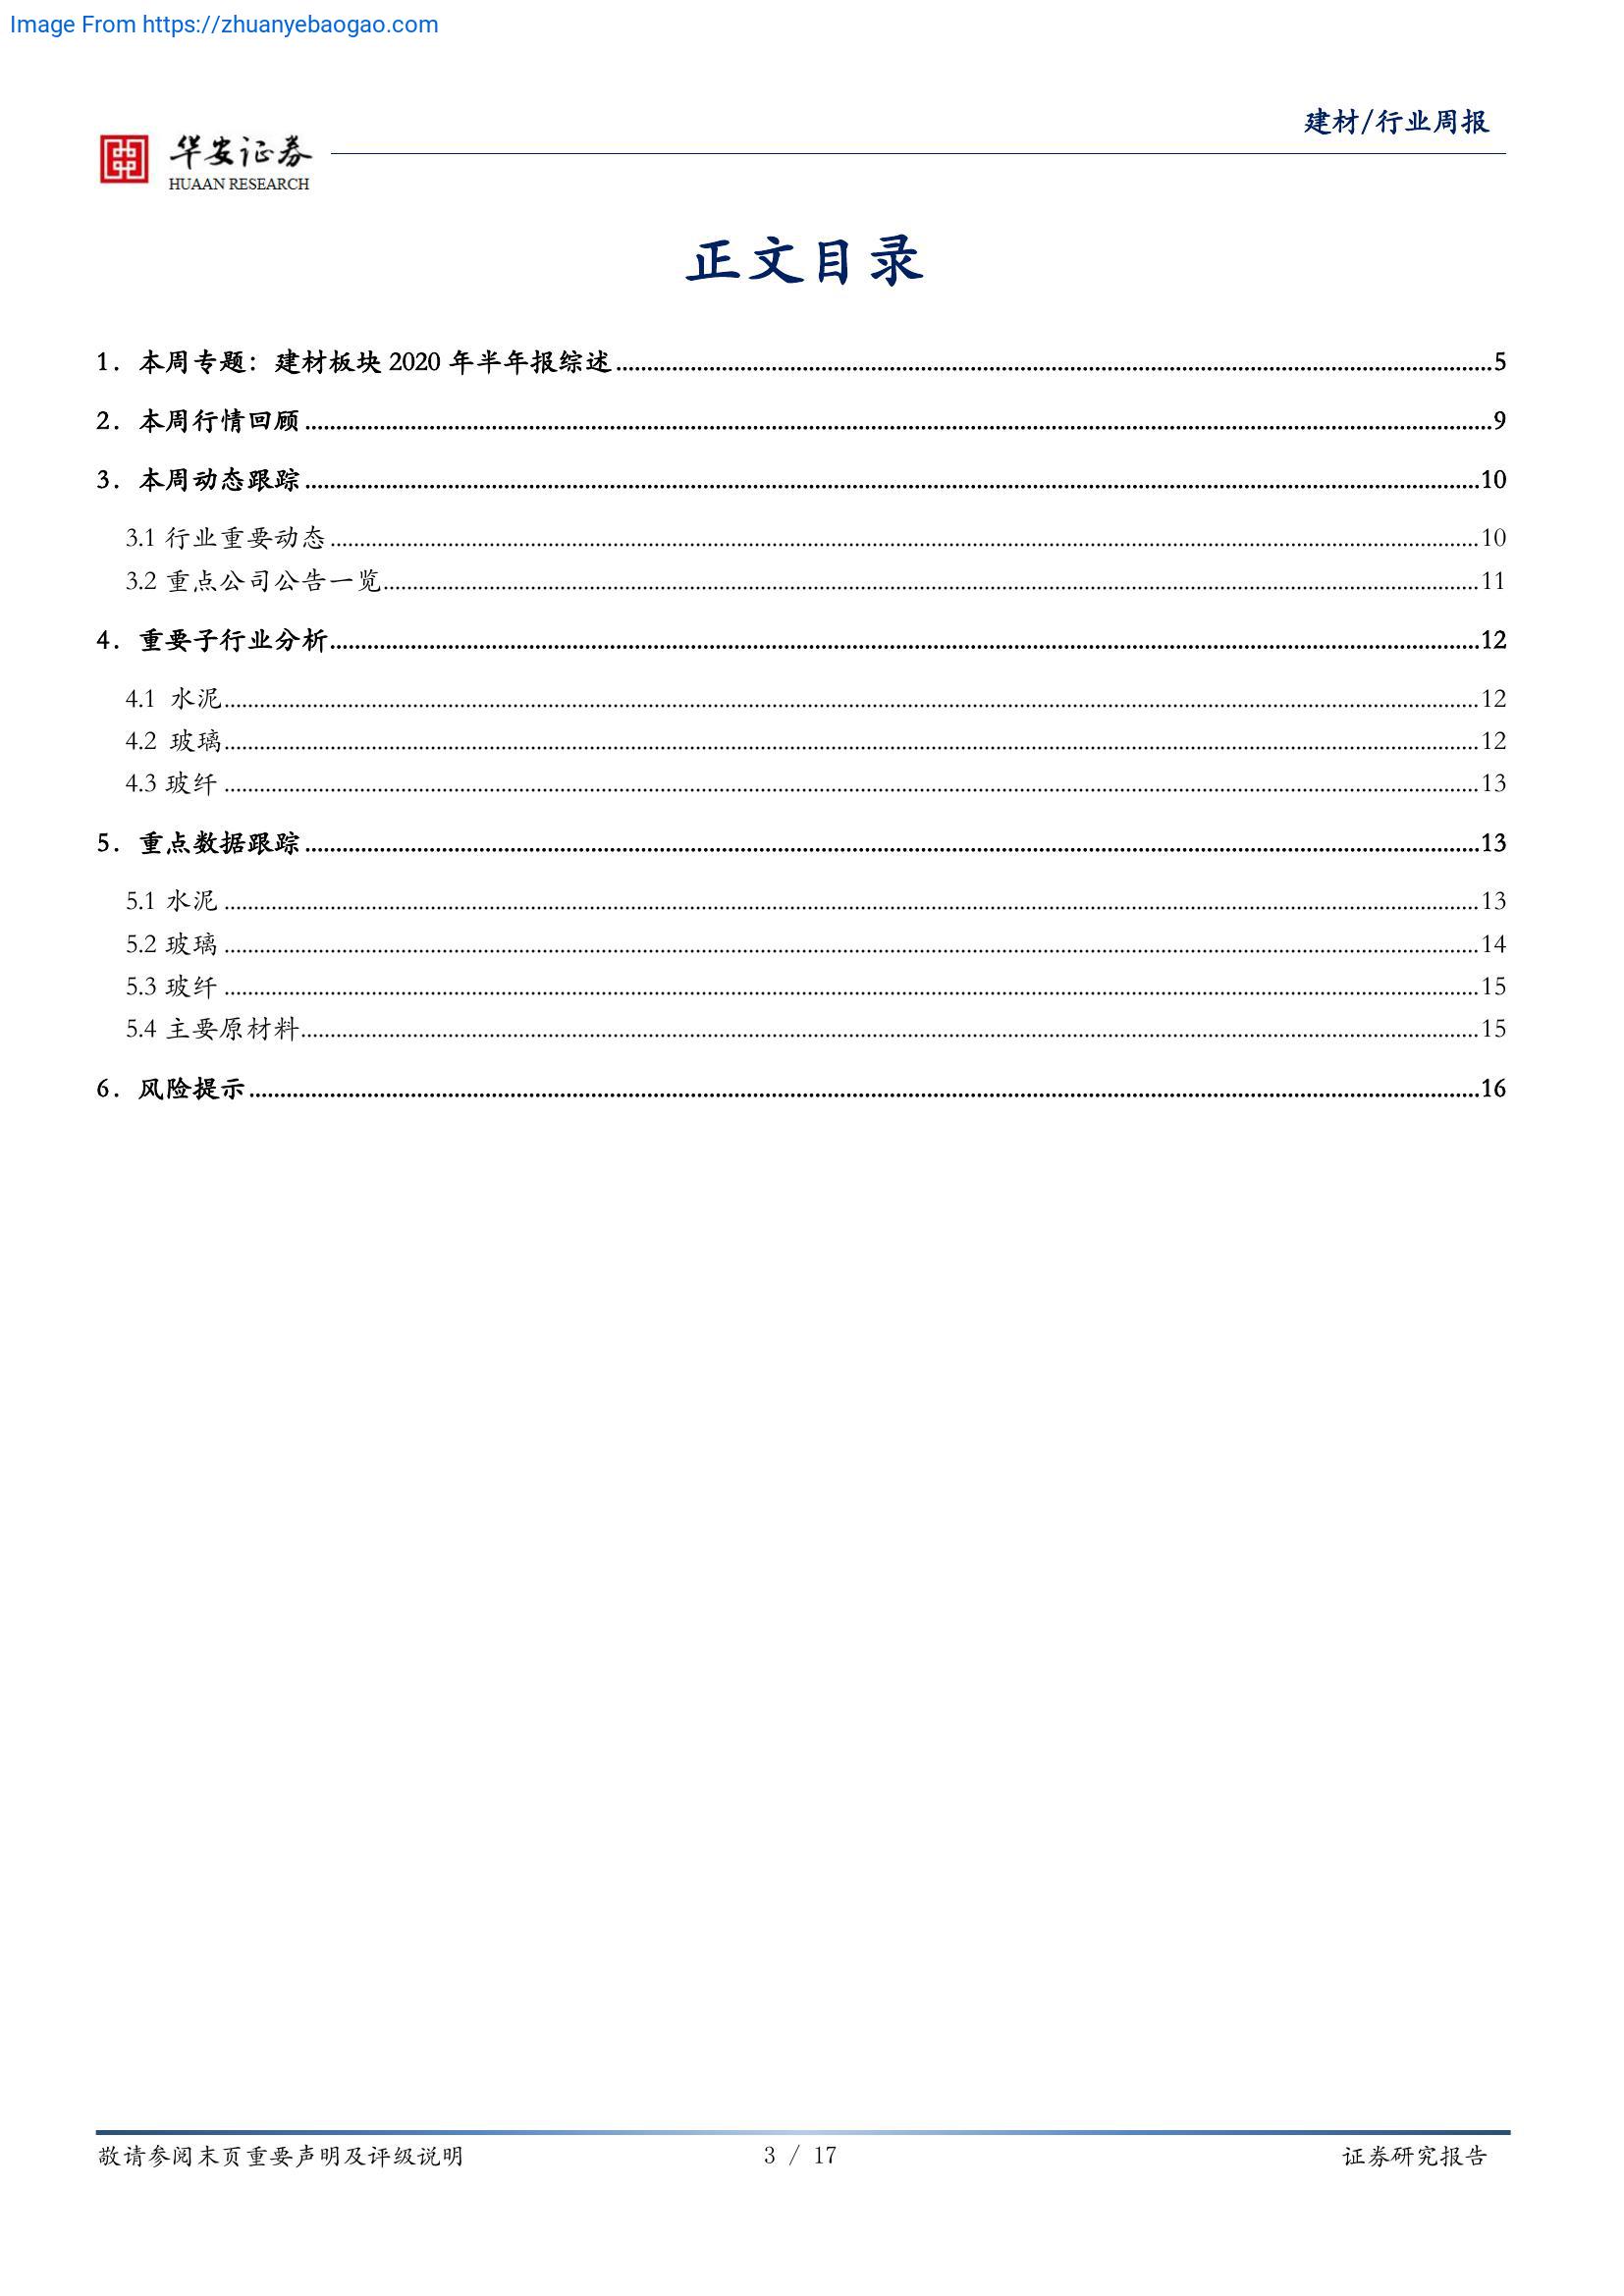 Image From https://zhuanyebaogao.com
建材/行业周报
华安证券
HUAAN RESEARCH
正文目录
1. 本周专题：建材板块 2020 年半年报综述........................................5
2. 本周行情回顾........................................9
3. 本周动态跟踪........................................10
3.1 行业重要动态........................................10
3.2 重点公司公告一览........................................11
4. 重要子行业分析........................................12
4.1 水泥........................................12
4.2 玻璃........................................12
4.3 玻纤........................................13
5. 重点数据跟踪........................................13
5.1 水泥........................................13
5.2 玻璃........................................14
5.3 玻纤........................................15
5.4 主要原材料........................................15
6. 风险提示........................................16
敬请参阅末页重要声明及评级说明 3 / 17 证券研究报告